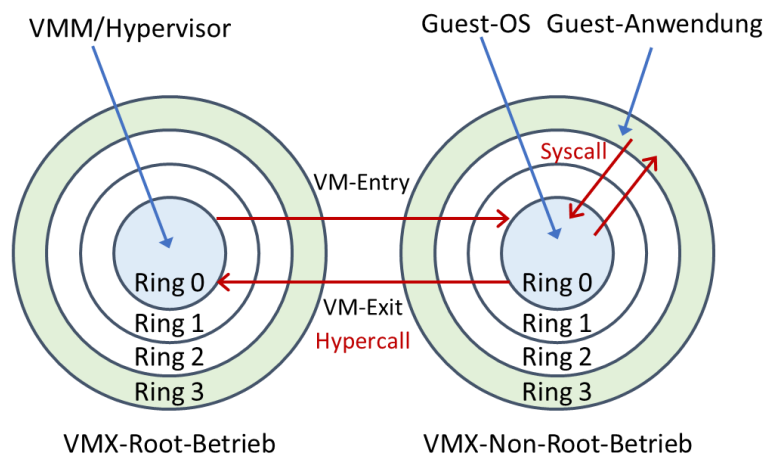 VMM/Hypervisor
Guest-OS
Guest-Anwendung
Syscall
VM-Entry
Ring 0
Ring 1
Ring 2
Ring 3
VM-Exit
Hypercall
Ring 0
Ring 1
Ring 2
Ring 3
VMX-Root-Betrieb
VMX-Non-Root-Betrieb